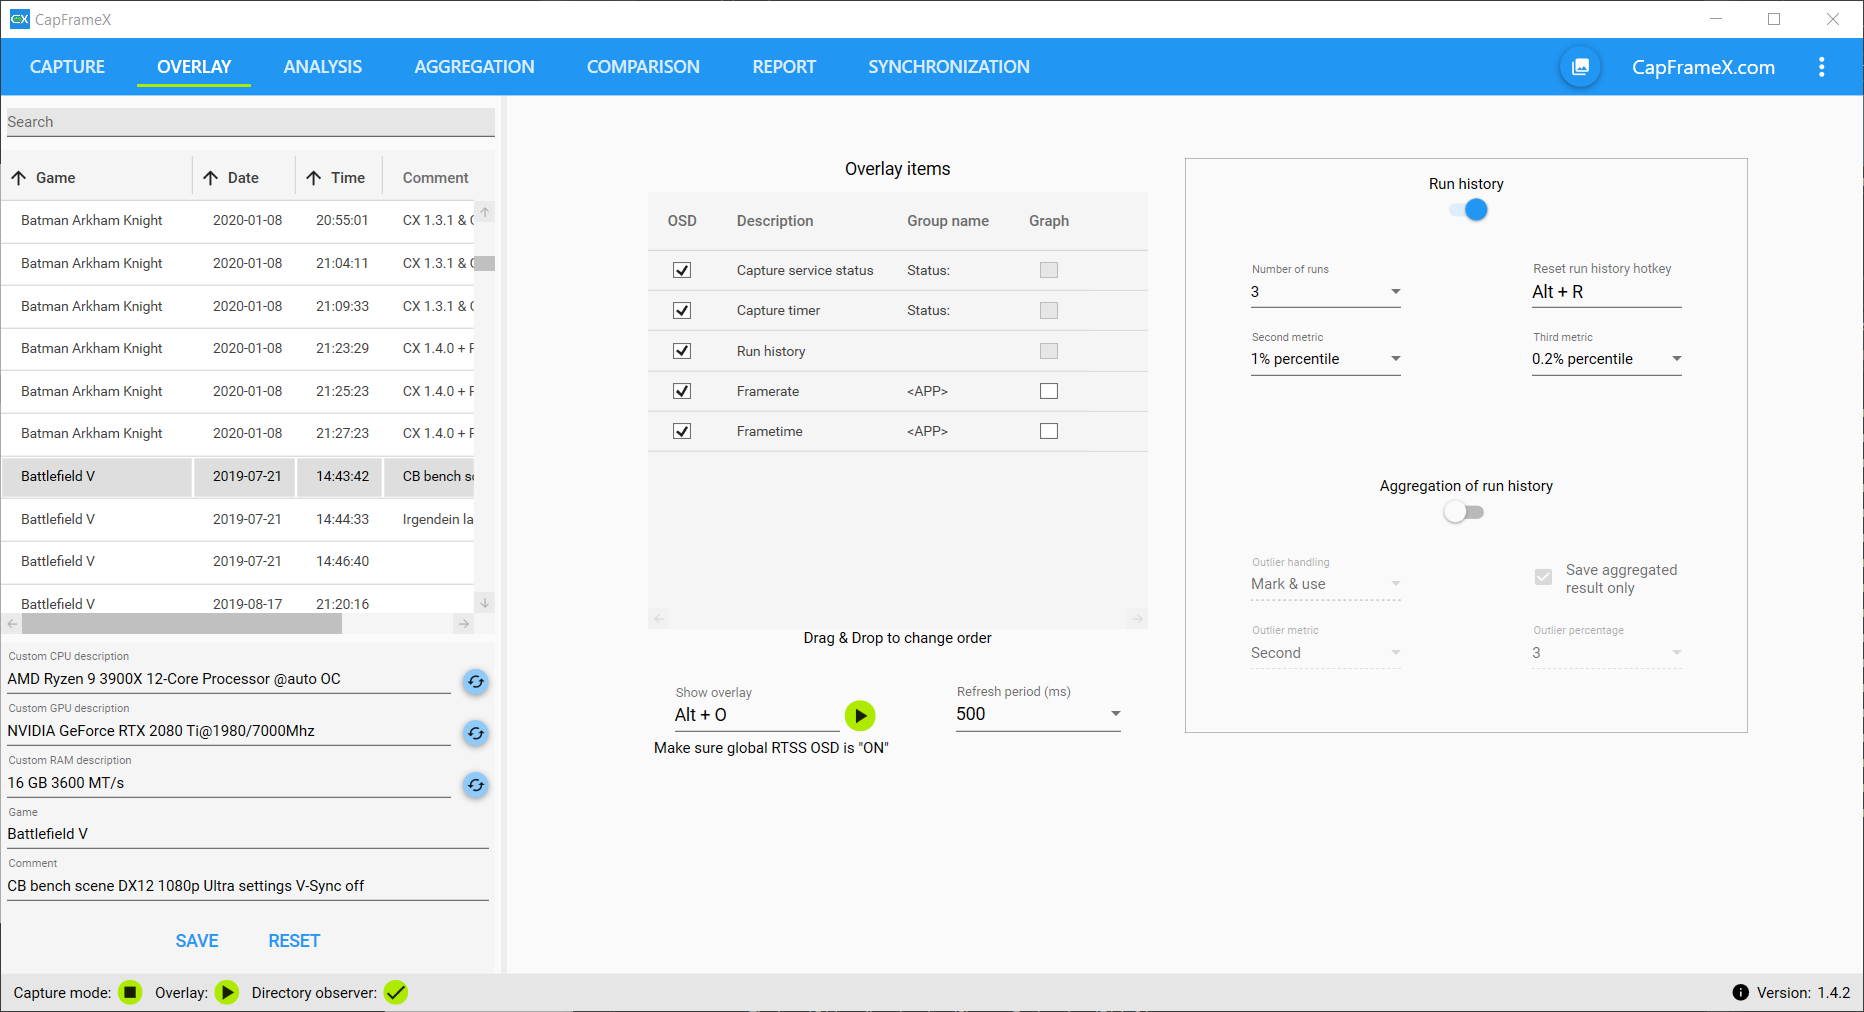 CX CapFrameX
CAPTURE OVERLAY ANALYSIS AGGREGATION COMPARISON REPORT SYNCHRONIZATION CapFrameX.com
Search
Game Date Time Comment
Batman Arkham Knight 2020-01-08 20:55:01 CX 1.3.1 &
Batman Arkham Knight 2020-01-08 21:04:11 CX 1.3.1 &
Batman Arkham Knight 2020-01-08 21:09:33 CX 1.3.1 &
Batman Arkham Knight 2020-01-08 21:23:29 CX 1.4.0 +
Batman Arkham Knight 2020-01-08 21:25:23 CX 1.4.0 +
Batman Arkham Knight 2020-01-08 21:27:23 CX 1.4.0 +
Battlefield V 2019-07-21 14:43:42 CB bench
Battlefield V 2019-07-21 14:44:33 Irgendein la
Battlefield V 2019-07-21 14:46:40
Battlefield V 2019-08-17 21:20:16
Custom CPU description
AMD Ryzen 9 3900X 12-Core Processor @auto OC
Custom GPU description
NVIDIA GeForce RTX 2080 Ti@1980/7000Mhz
Custom RAM description
16 GB 3600 MT/s
Game
Battlefield V
Comment
CB bench scene DX12 1080p Ultra settings V-Sync off
SAVE RESET
Overlay items
OSD Description Group name Graph
Capture service status Status:
Capture timer Status:
Run history
Framerate <APP>
Frametime <APP>
Drag & Drop to change order
Show overlay
Alt + O
Refresh period (ms)
500
Make sure global RTSS OSD is "ON"
Run history
Number of runs
3
Reset run history hotkey
Alt + R
Second metric
1% percentile
Third metric
0.2% percentile
Aggregation of run history
Outlier handling
Mark & use
Save aggregated
result only
Outlier metric
Second
Outlier percentage
3
Capture mode: Overlay: Directory observer: Version: 1.4.2